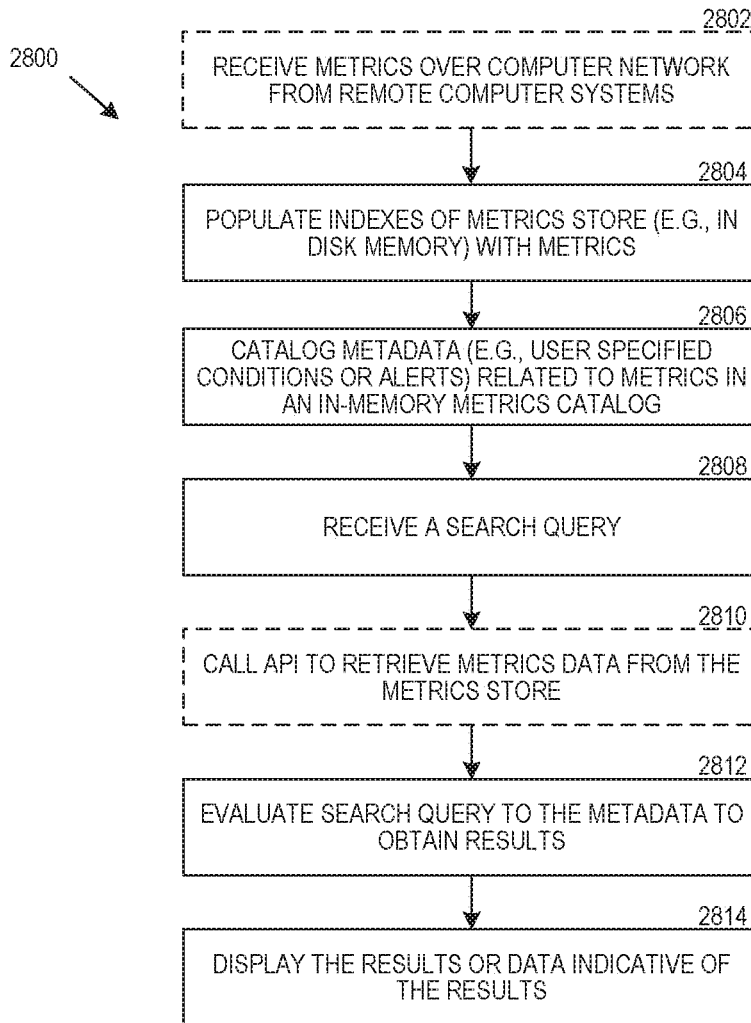 2800
2802
RECEIVE METRICS OVER COMPUTER NETWORK
FROM REMOTE COMPUTER SYSTEMS
2804
POPULATE INDEXES OF METRICS STORE (E.G., IN
DISK MEMORY) WITH METRICS
2806
CATALOG METADATA (E.G., USER SPECIFIED
CONDITIONS OR ALERTS) RELATED TO METRICS IN
AN IN-MEMORY METRICS CATALOG
2808
RECEIVE A SEARCH QUERY
2810
CALL API TO RETRIEVE METRICS DATA FROM THE
METRICS STORE
2812
EVALUATE SEARCH QUERY TO THE METADATA TO
OBTAIN RESULTS
2814
DISPLAY THE RESULTS OR DATA INDICATIVE OF
THE RESULTS